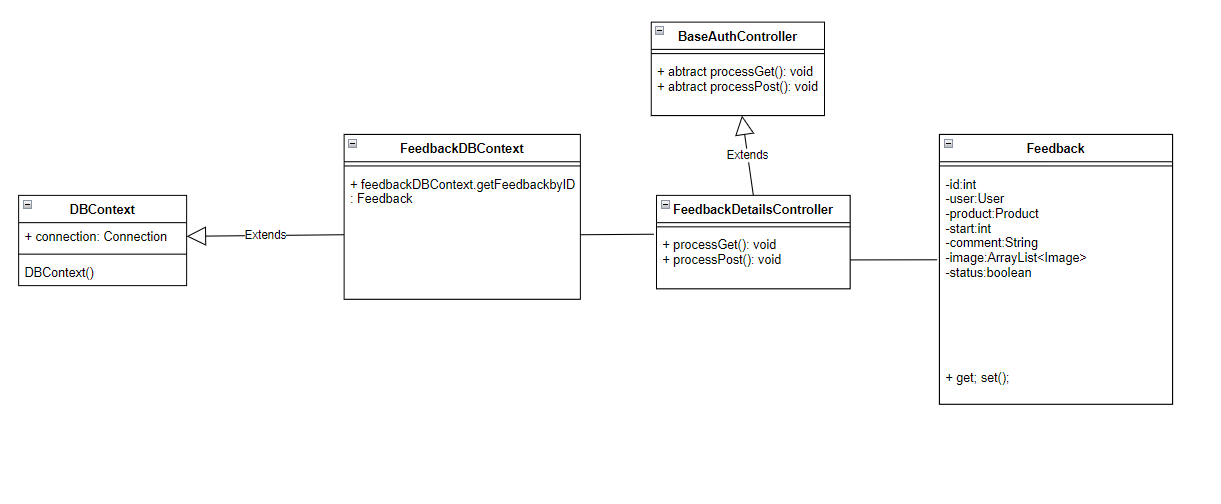 BaseAuthController
+ abtract processGet(): void
+ abtract processPost(): void
Extends
FeedbackDBContext
+ feedbackDBContext.getFeedbackbyID
: Feedback
Feedback
-id:int
-user:User
-product:Product
-start:int
-comment:String
-image:ArrayList<Image>
-status:boolean
+ get; set();
DBContext
+ connection: Connection
DBContext()
Extends
FeedbackDetailsController
+ processGet(): void
+ processPost(): void